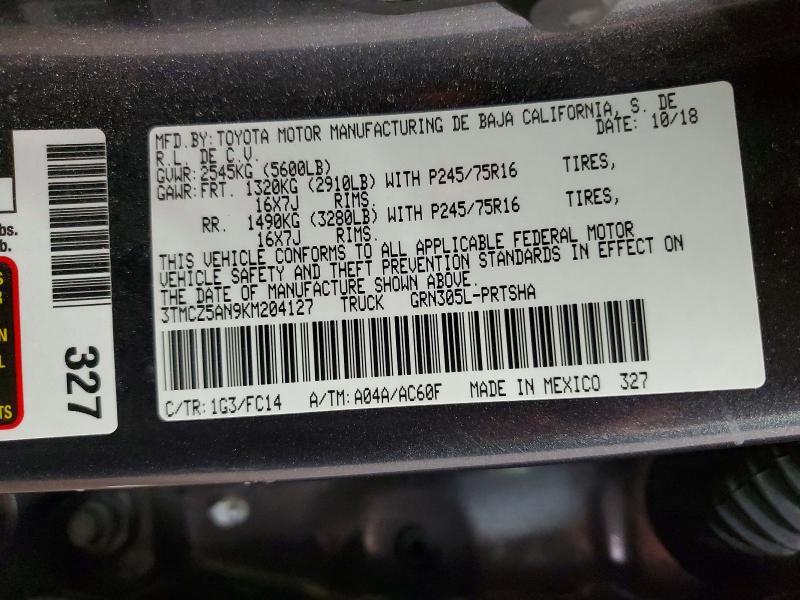 MFD.BY: TOYOTA MOTOR MANUFACTURING DE BAJA CALIFORNIA, S. DE
R.L. DE C.V. DATE: 10/18
GVWR: 2545KG (5600LB)
GAWR: FRT. 1320KG (2910LB) WITH P245/75R16 TIRES,
16X7J RIMS.
RR. 1490KG (3280LB) WITH P245/75R16 TIRES,
16X7J RIMS.
THIS VEHICLE CONFORMS TO ALL APPLICABLE FEDERAL MOTOR
VEHICLE SAFETY AND THEFT PREVENTION STANDARDS IN EFFECT ON
THE DATE OF MANUFACTURE SHOWN ABOVE.
3TMCZ5AN9KM204127 TRUCK GRN305L-PRTSHA
C/TR: 1G3/FC14 A/TM: A04A/AC60F MADE IN MEXICO 327
327
bs.
b.